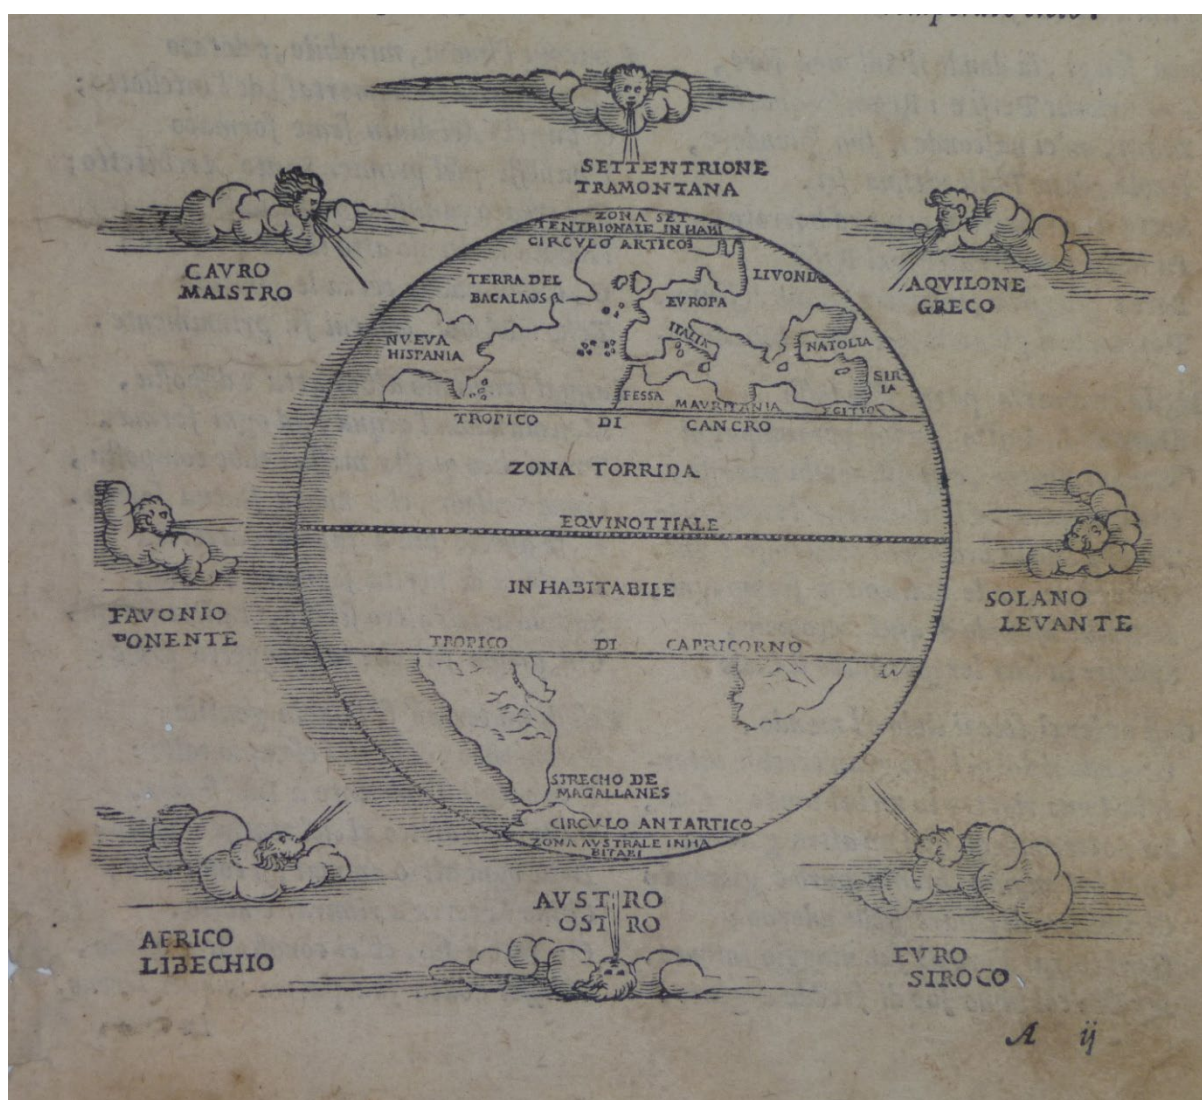 SETTENTRIONE
TRAMONTANA
CAVRO
MAISTRO
AQVILONE
GRECO
ZONA SET
TENTRIONALE IN HABI
CIRCVLO ARTICO
TERRA DEL
BACALAOS
LIVONIA
EVROPA
NVEVA
HISPANIA
ITALIA
NATOLIA
SIR
IA
FESSA
MAVRITANIA
EGITTO
TROPICO DI CANCRO
ZONA TORRIDA
EQVINOTTIALE
IN HABITABILE
FAVONIO
PONENTE
SOLANO
LEVANTE
TROPICO DI CAPRICORNO
STRECHO DE
MAGALLANES
CIRCVLO ANTARTICO
ZONA AVSTRALE INHA
BITABI
AFRICO
LIBECHIO
AVSTRO
OSTRO
EVRO
SIROCO
A ij